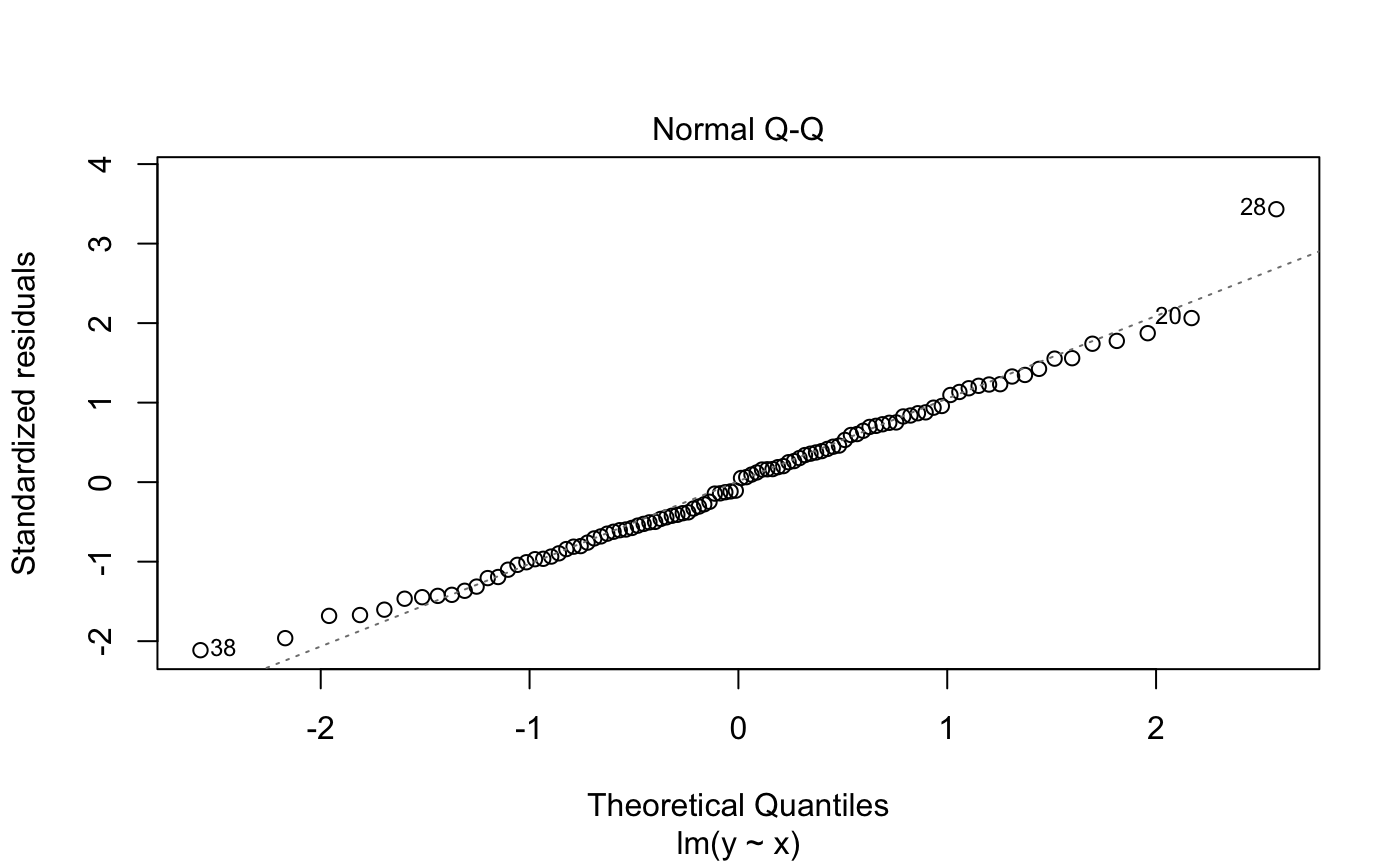 Normal Q-Q
Standardized residuals
4
3
2
1
0
-1
-2
28
20
38
-2 -1 0 1 2
Theoretical Quantiles
lm(y ~ x)